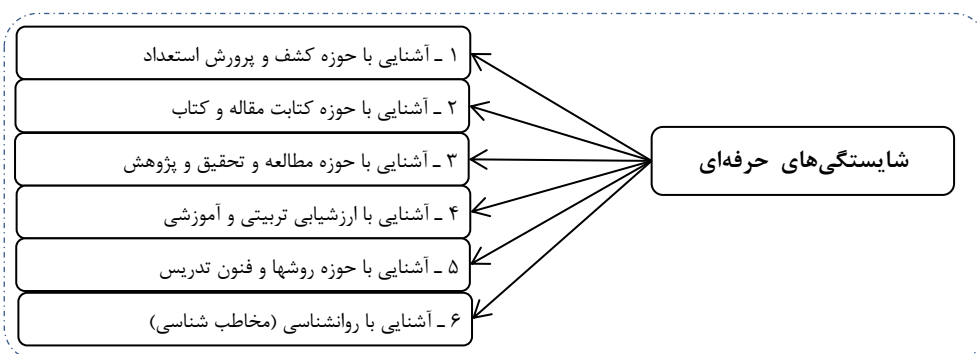 شایستگی‌های حرفه‌ای
۱ ـ آشنایی با حوزه کشف و پرورش استعداد
۲ ـ آشنایی با حوزه کتابت مقاله و کتاب
۳ ـ آشنایی با حوزه مطالعه و تحقیق و پژوهش
۴ ـ آشنایی با ارزشیابی تربیتی و آموزشی
۵ ـ آشنایی با حوزه روشها و فنون تدریس
۶ ـ آشنایی با روانشناسی (مخاطب شناسی)